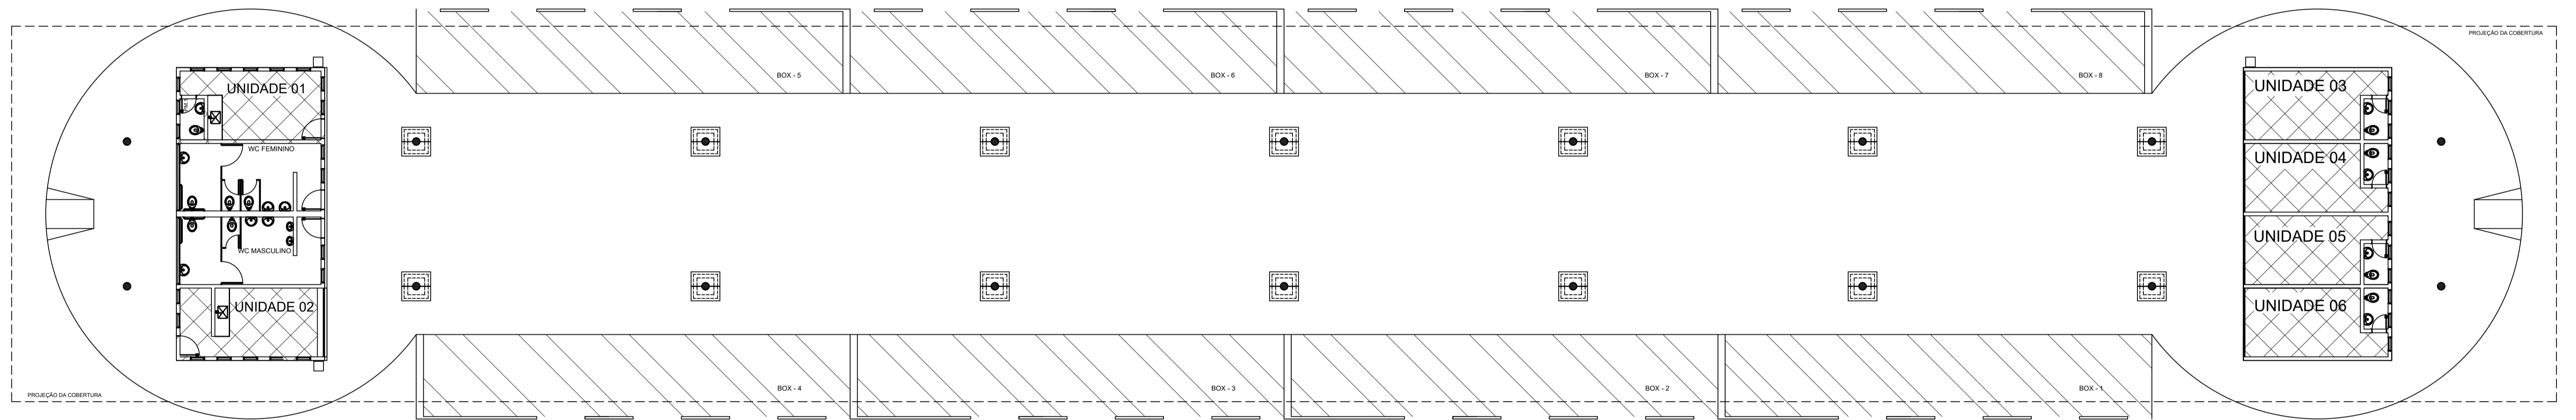 PROJEÇÃO DA COBERTURA
BOX - 5
BOX - 6
BOX - 7
BOX - 8
UNIDADE 01
WC FEMININO
WC MASCULINO
UNIDADE 02
UNIDADE 03
UNIDADE 04
UNIDADE 05
UNIDADE 06
BOX - 4
BOX - 3
BOX - 2
BOX - 1
PROJEÇÃO DA COBERTURA